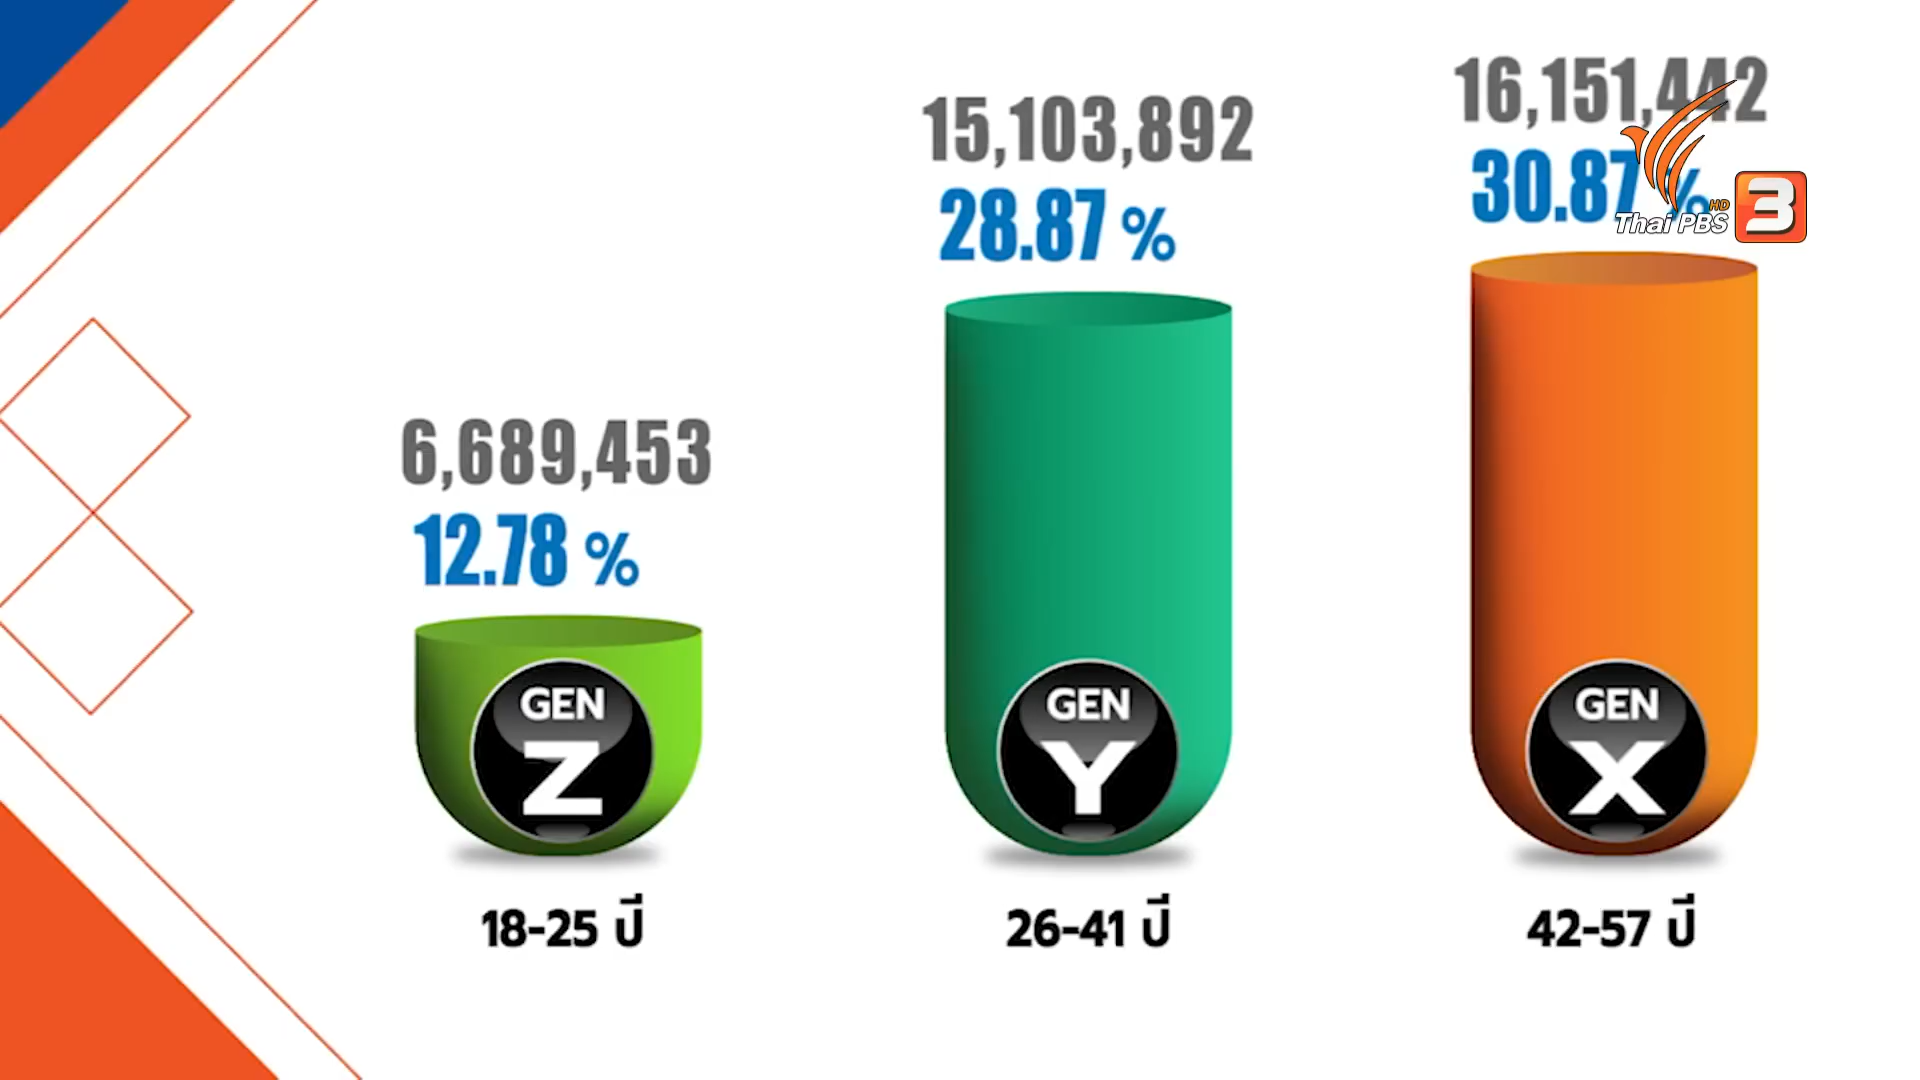 6,689,453
12.78 %
GEN
Z
18-25 ปี
15,103,892
28.87 %
GEN
Y
26-41 ปี
16,151,442
30.87 %
GEN
X
42-57 ปี
HD
Thai PBS
3